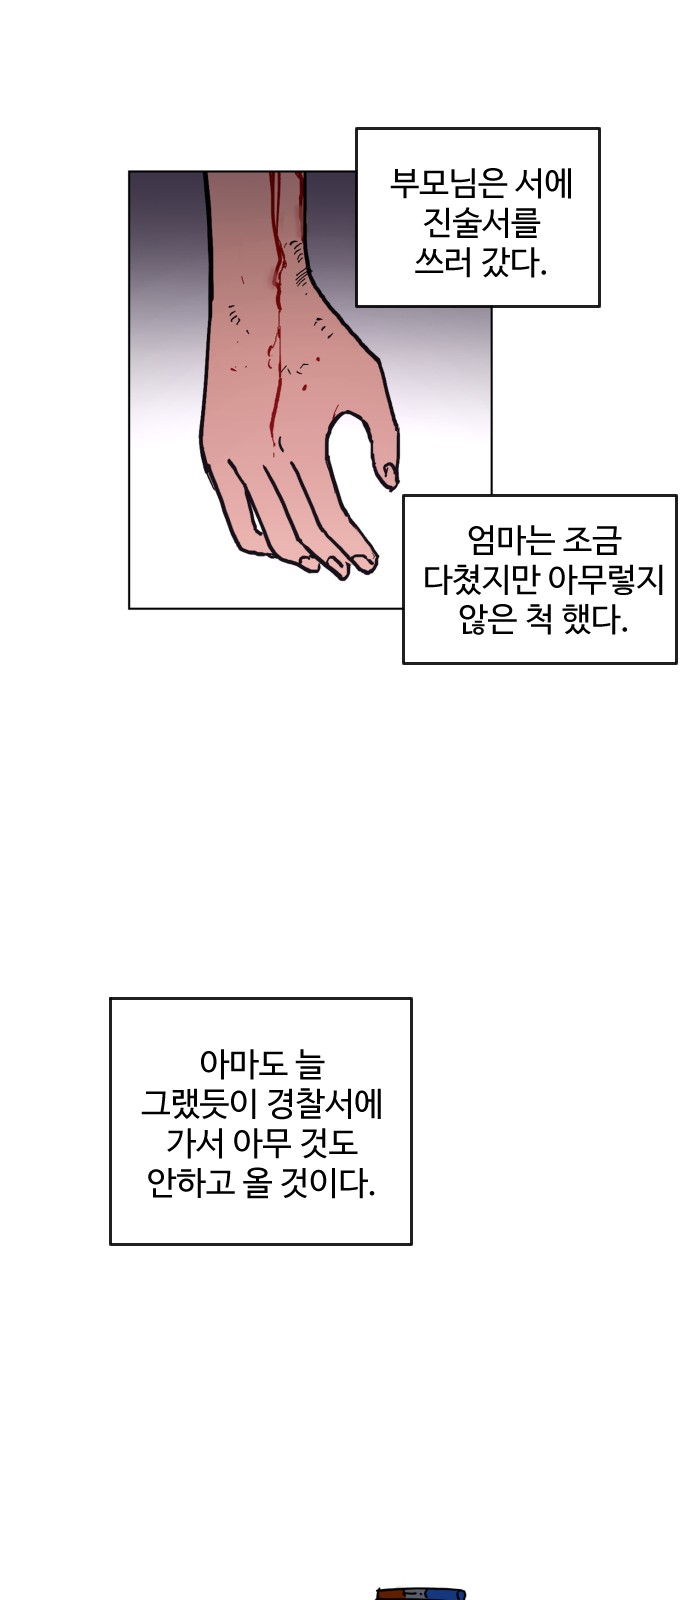 부모님은 서에
진술서를
쓰러 갔다.
엄마는 조금
다쳤지만 아무렇지
않은 척 했다.
아마도 늘
그랬듯이 경찰서에
가서 아무 것도
안하고 올 것이다.